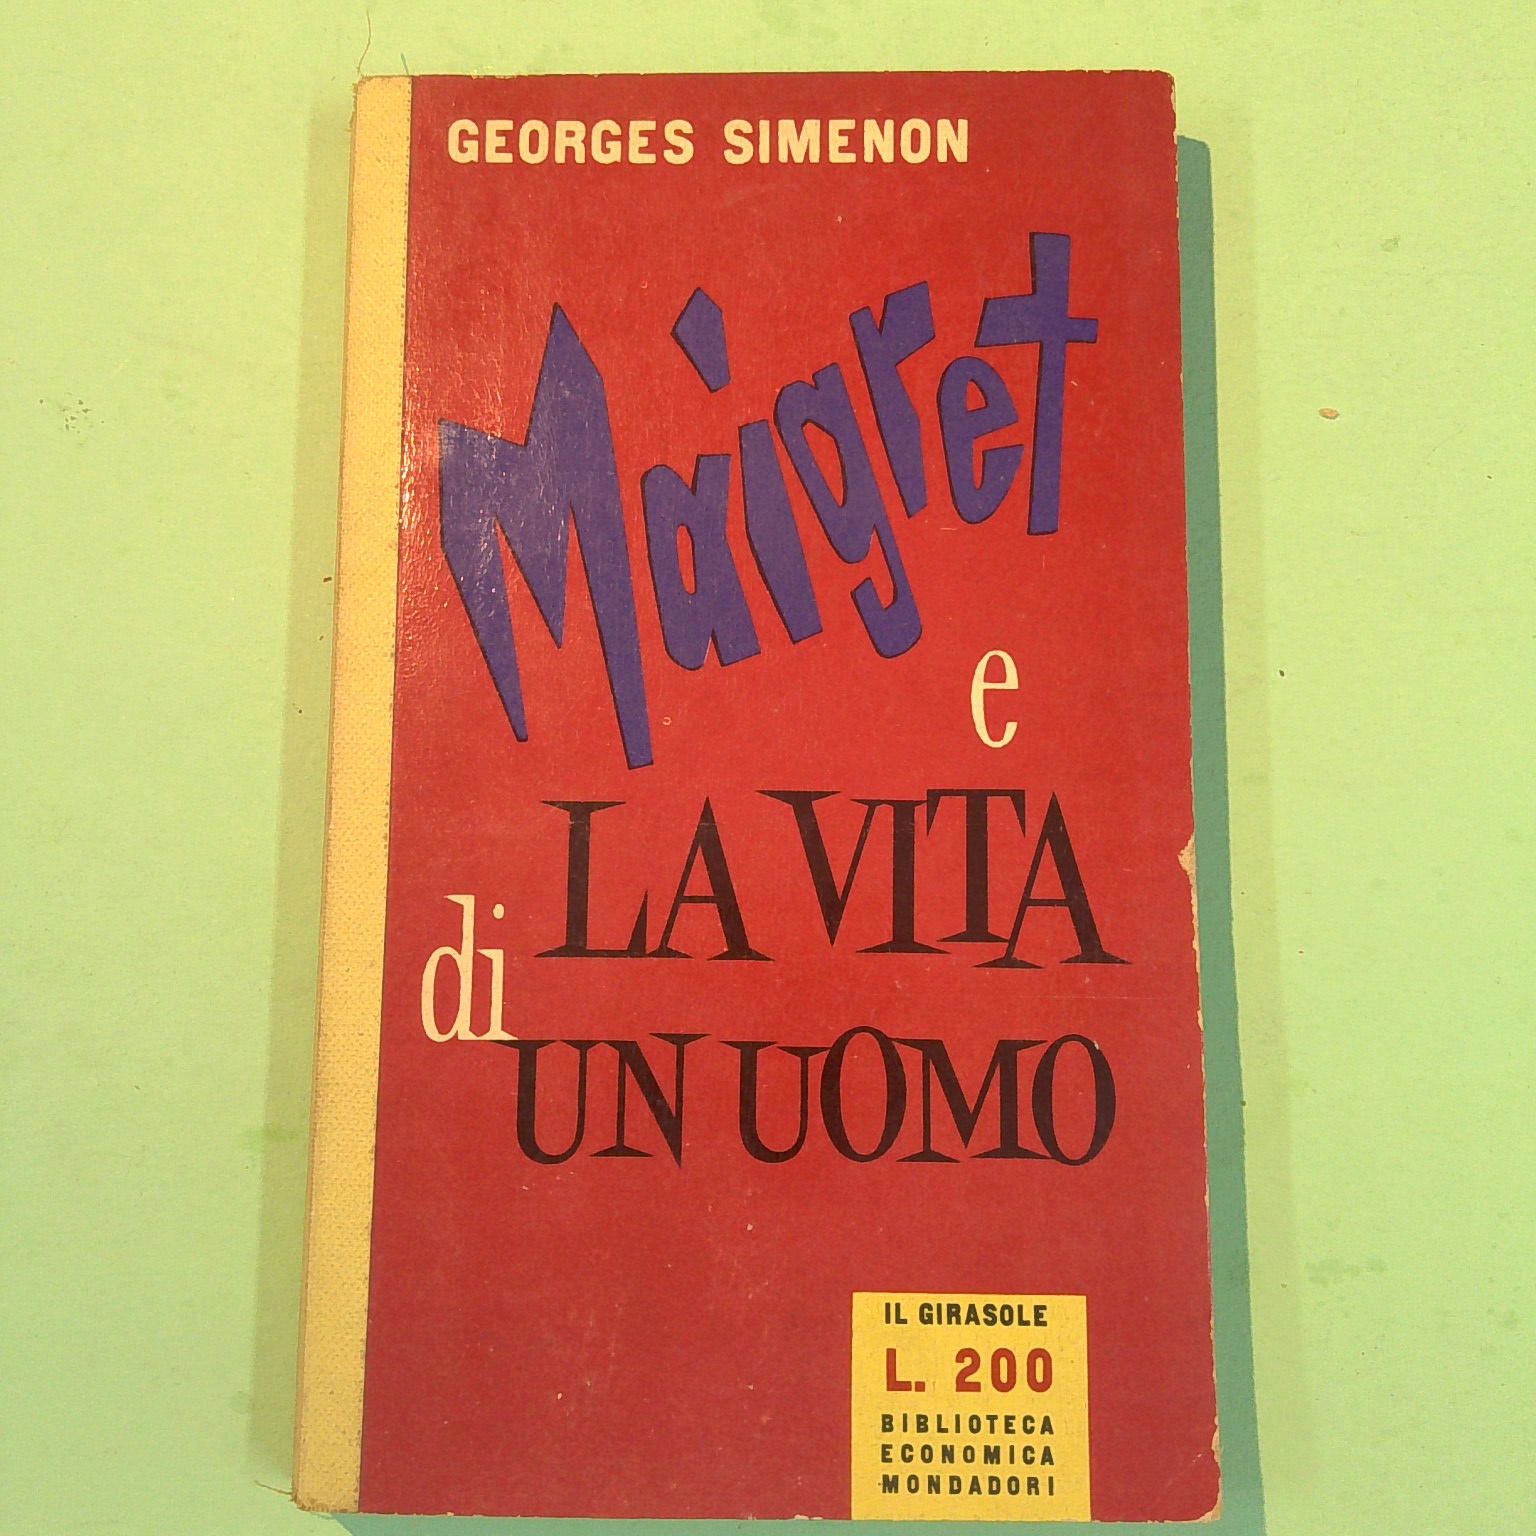 GEORGES SIMENON
Maigret
e
LA VITA
di
UN UOMO
IL GIRASOLE
L. 200
BIBLIOTECA
ECONOMICA
MONDADORI